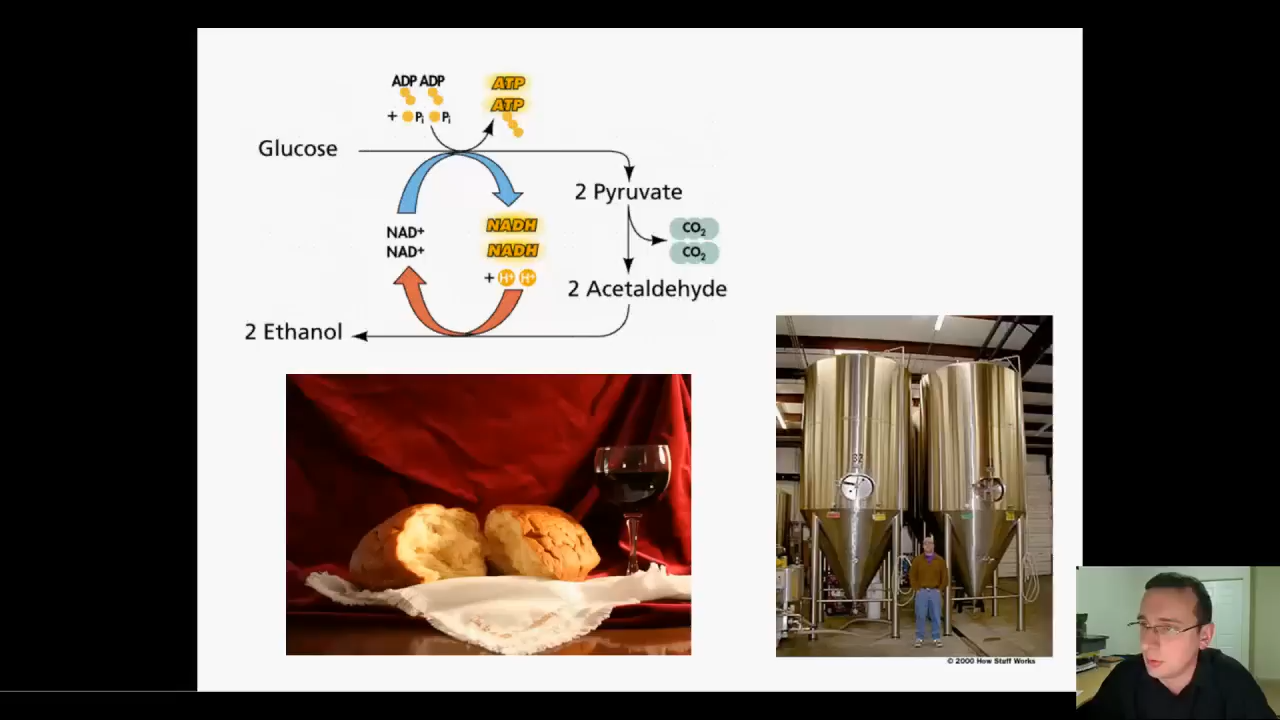 ADP ADP
+ Pi Pi
ATP
ATP
Glucose
2 Pyruvate
NAD+
NAD+
NADH
NADH
+ H+ H+
CO₂
CO₂
2 Acetaldehyde
2 Ethanol
32
© 2000 How Stuff Works